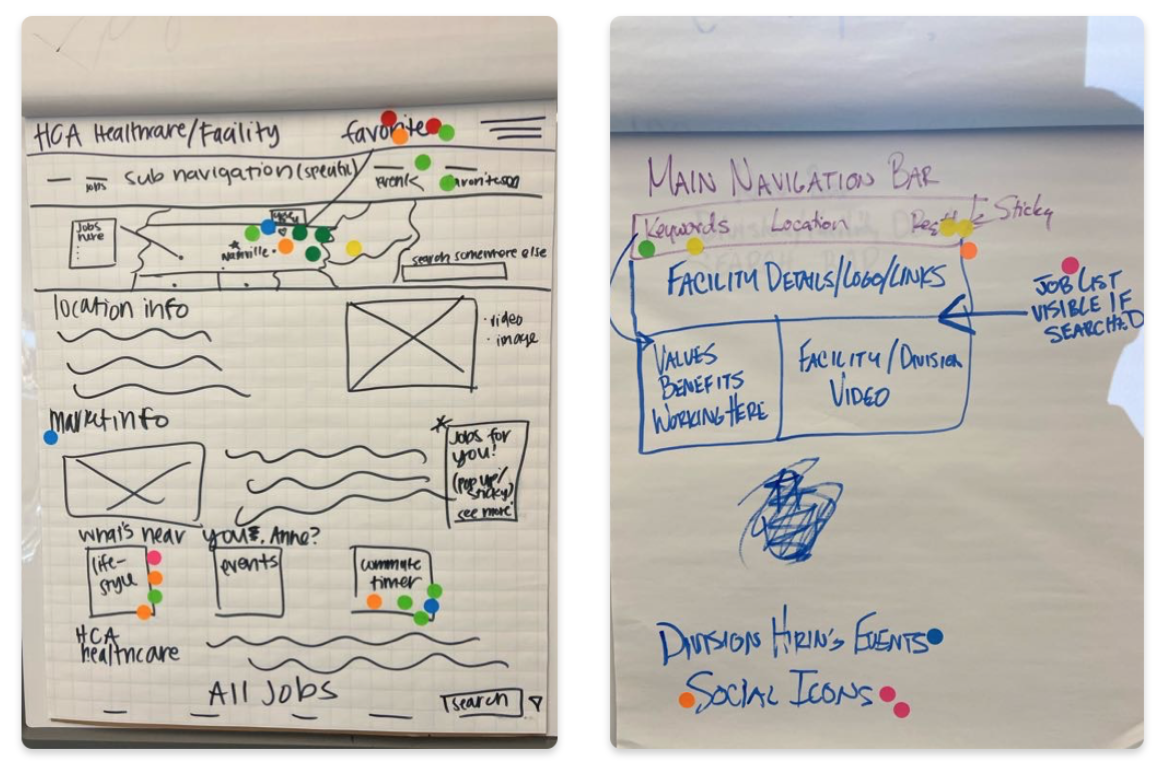 HCA Healthcare/Facility favorites
Jobs sub navigation (specific) events favorites
Jobs here
Nashville
search somewhere else
location info
· video
· image
market info
Jobs for you!
(pop up/
sticky)
see more
what's near you, Anne?
life-
style
events
commute
timer
HCA
healthcare
All Jobs
search
MAIN NAVIGATION BAR
Keywords Location
Sticky
FACILITY DETAILS/LOGO/LINKS
JOB LIST
VISIBLE IF
SEARCHED
VALUES
BENEFITS
WORKING HERE
FACILITY/DIVISION
VIDEO
DIVISION HIRING EVENTS
SOCIAL ICONS